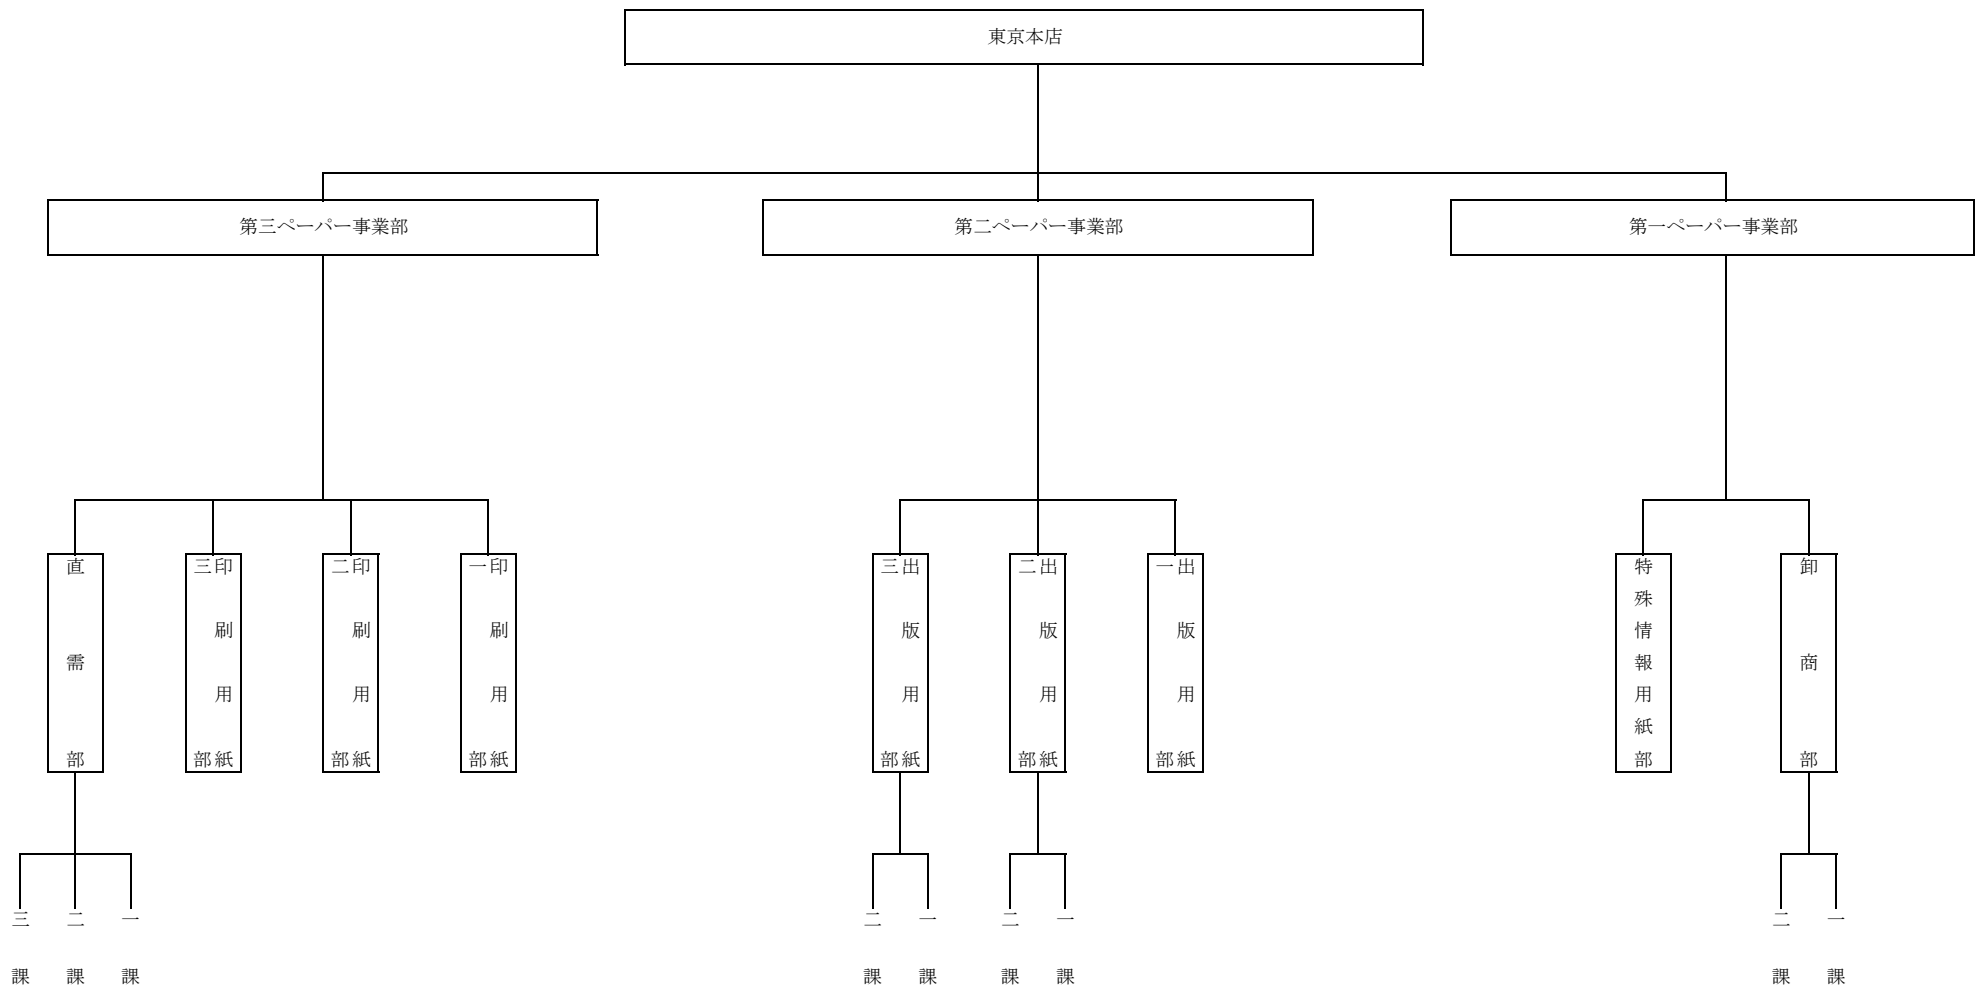 東京本店
第三ペーパー事業部
第二ペーパー事業部
第一ペーパー事業部
直需部
印刷用紙
三部
印刷用紙
二部
印刷用紙
一部
出版用紙
三部
出版用紙
二部
出版用紙
一部
特殊情報用紙部
卸商部
三課
二課
一課
二課
一課
二課
一課
二課
一課